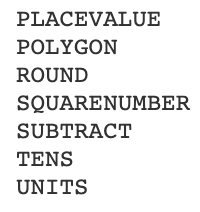 PLACEVALUE
POLYGON
ROUND
SQUARENUMBER
SUBTRACT
TENS
UNITS